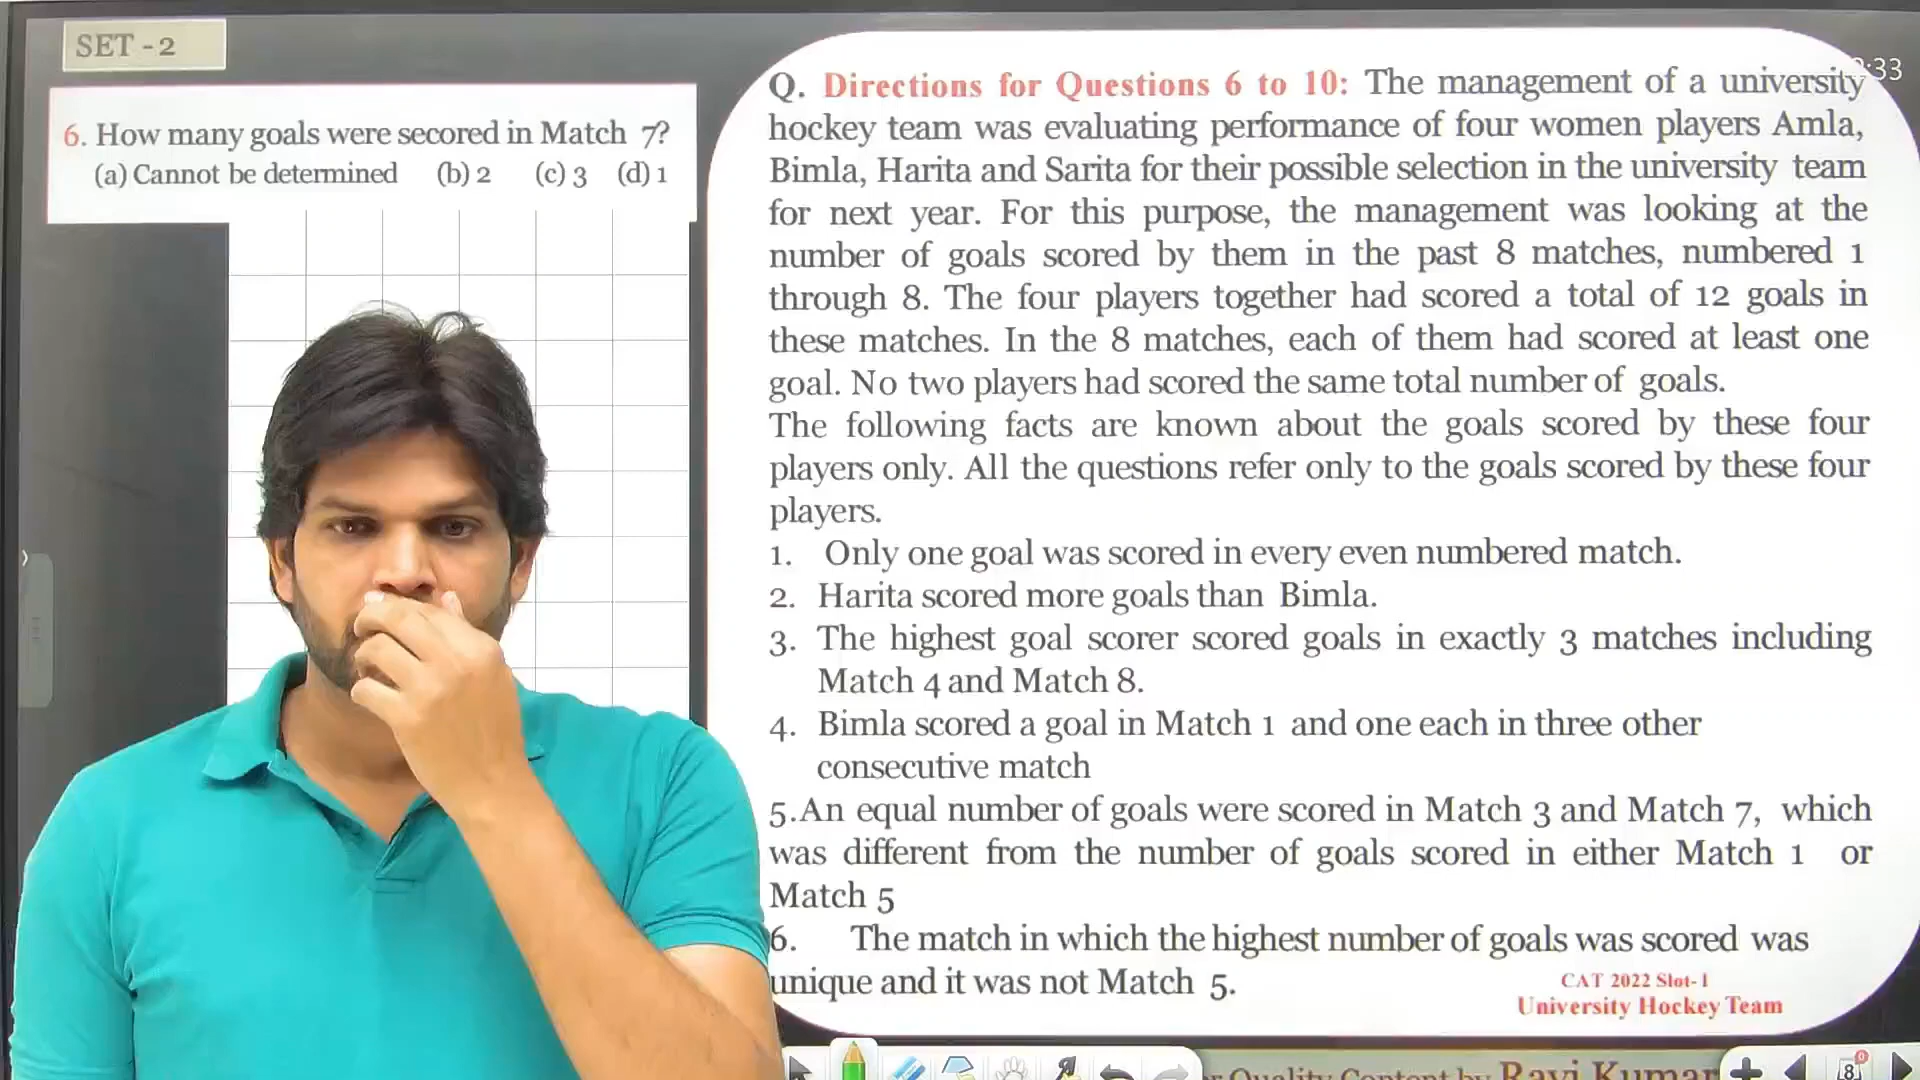 SET - 2
:33
6. How many goals were secored in Match 7?
(a) Cannot be determined (b) 2 (c) 3 (d) 1
Q. Directions for Questions 6 to 10: The management of a university
hockey team was evaluating performance of four women players Amla,
Bimla, Harita and Sarita for their possible selection in the university team
for next year. For this purpose, the management was looking at the
number of goals scored by them in the past 8 matches, numbered 1
through 8. The four players together had scored a total of 12 goals in
these matches. In the 8 matches, each of them had scored at least one
goal. No two players had scored the same total number of goals.
The following facts are known about the goals scored by these four
players only. All the questions refer only to the goals scored by these four
players.
1. Only one goal was scored in every even numbered match.
2. Harita scored more goals than Bimla.
3. The highest goal scorer scored goals in exactly 3 matches including
Match 4 and Match 8.
4. Bimla scored a goal in Match 1 and one each in three other
consecutive match
5.An equal number of goals were scored in Match 3 and Match 7, which
was different from the number of goals scored in either Match 1 or
Match 5
6. The match in which the highest number of goals was scored was
unique and it was not Match 5.
CAT 2022 Slot- I
University Hockey Team
Quality Content by Ravi Kumar
8
0